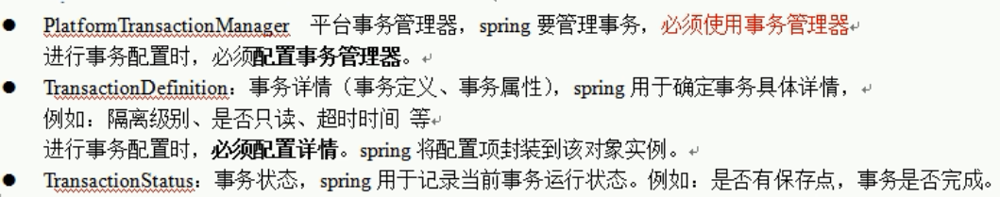 ● PlatformTransactionManager 平台事务管理器，spring 要管理事务，必须使用事务管理器
进行事务配置时，必须配置事务管理器。
● TransactionDefinition：事务详情（事务定义、事务属性），spring 用于确定事务具体详情，
例如：隔离级别、是否只读、超时时间 等
进行事务配置时，必须配置详情。spring 将配置项封装到该对象实例。
● TransactionStatus：事务状态，spring 用于记录当前事务运行状态。例如：是否有保存点，事务是否完成。